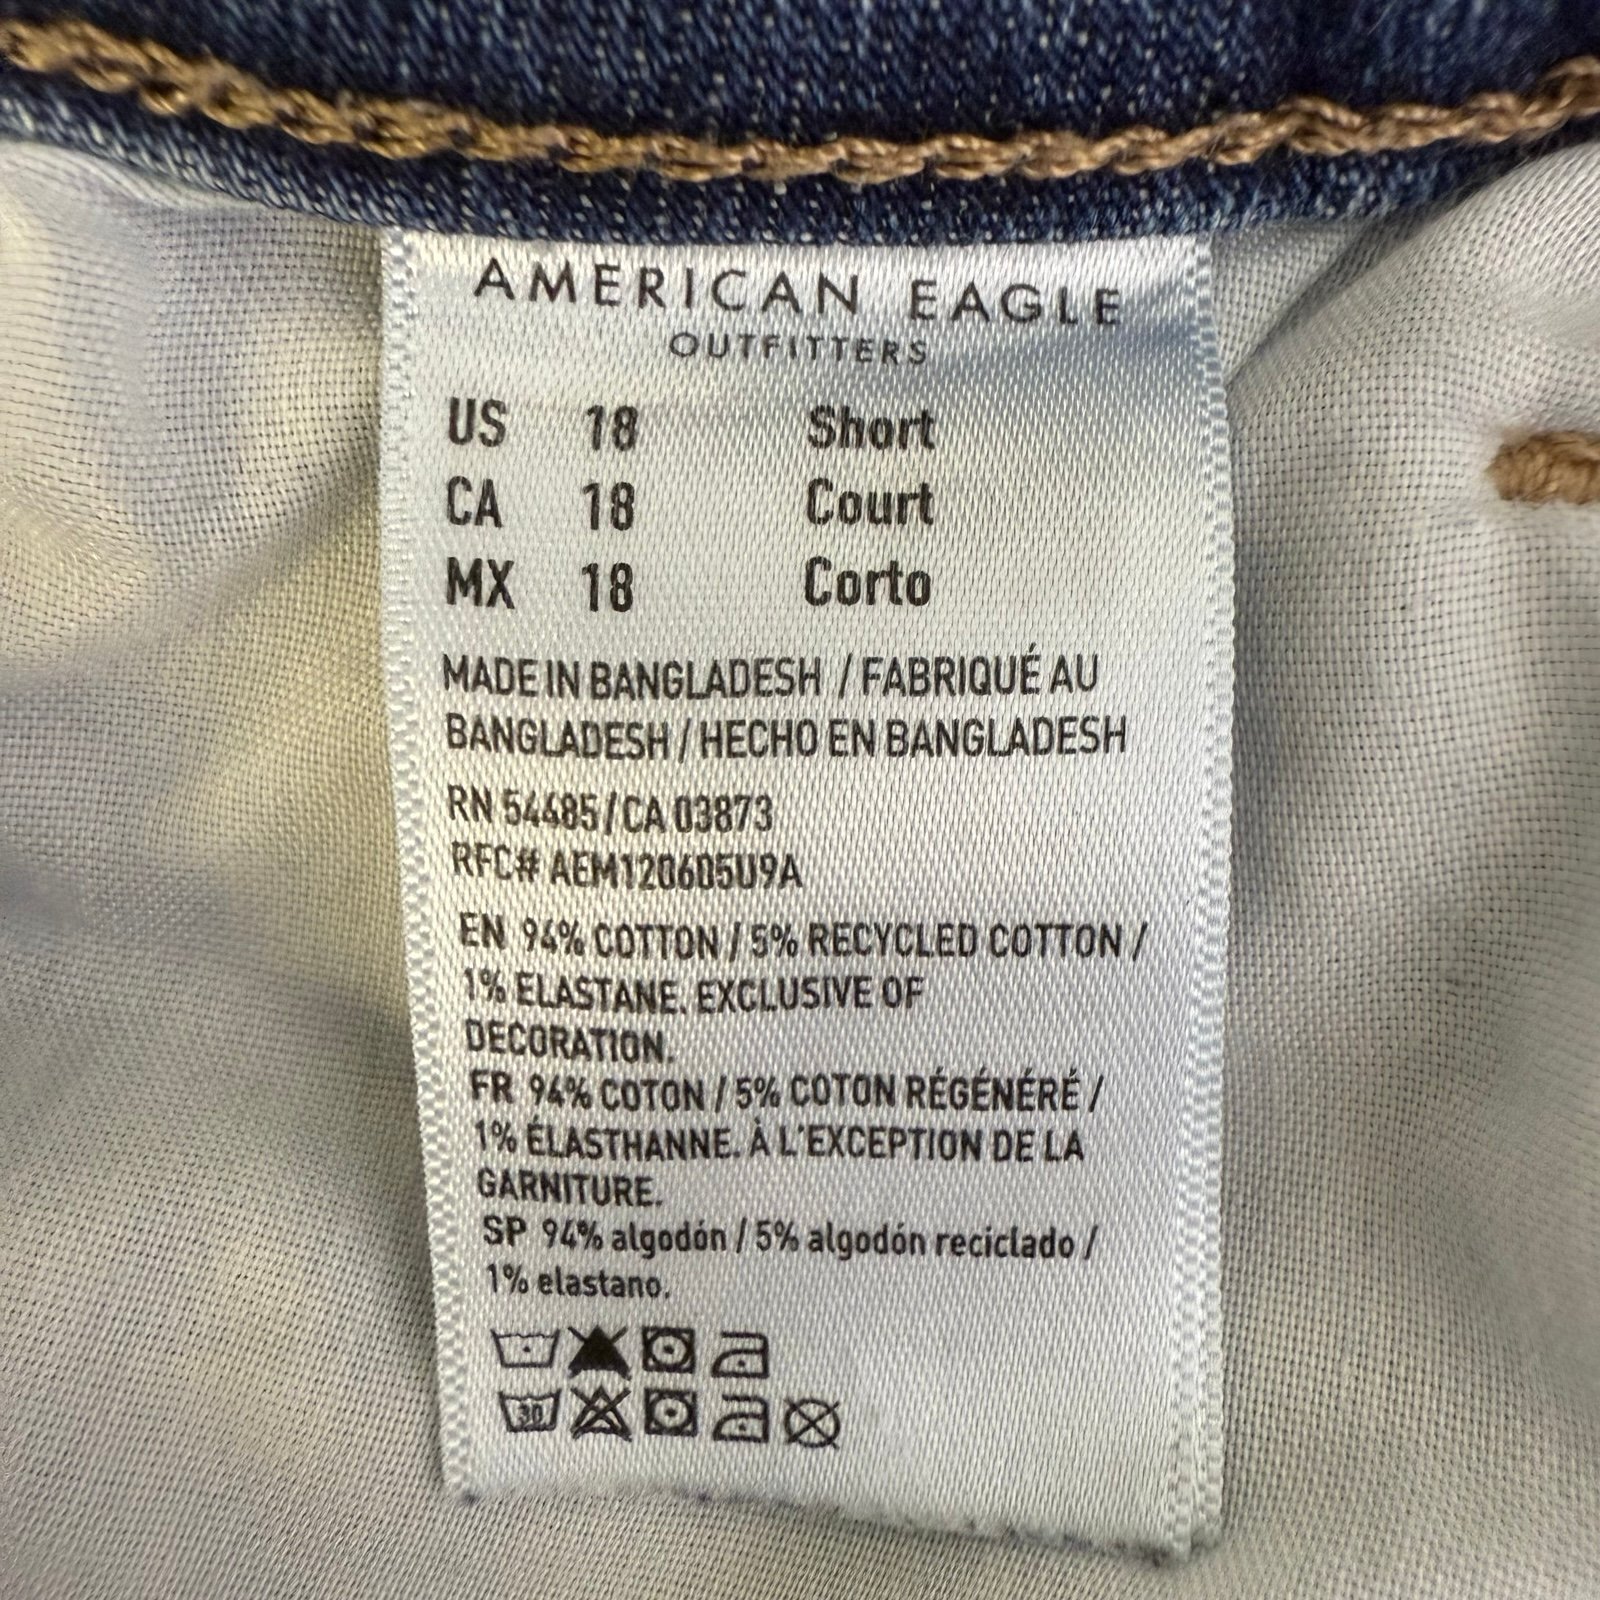 AMERICAN EAGLE
OUTFITTERS
US 18 Short
CA 18 Court
MX 18 Corto
MADE IN BANGLADESH / FABRIQUÉ AU
BANGLADESH / HECHO EN BANGLADESH
RN 54485 / CA 03873
RFC# AEM120605U9A
EN 94% COTTON / 5% RECYCLED COTTON /
1% ELASTANE. EXCLUSIVE OF
DECORATION.
FR 94% COTON / 5% COTON RÉGÉNÉRÉ /
1% ÉLASTHANNE. À L'EXCEPTION DE LA
GARNITURE.
SP 94% algodón / 5% algodón reciclado /
1% elastano.
30